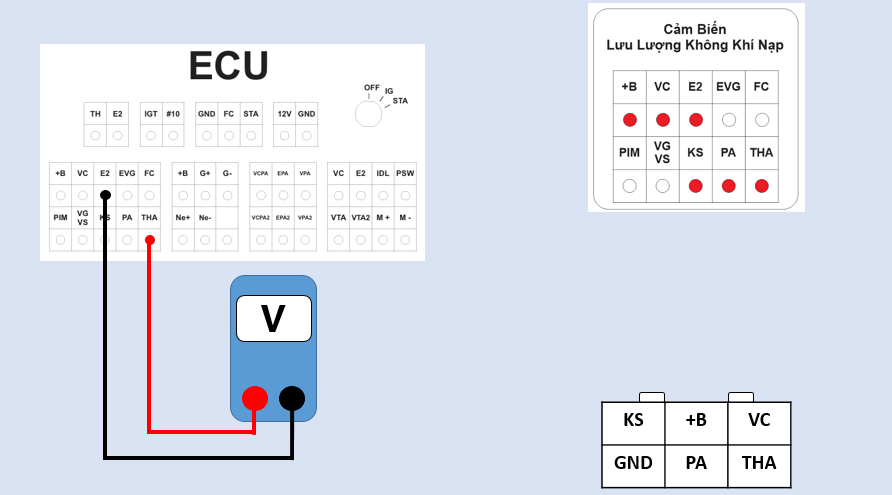 ECU
OFF
IG
STA
TH E2 IGT #10 GND FC STA 12V GND
+B VC E2 EVG FC +B G+ G- VCPA EPA VPA VC E2 IDL PSW
PIM VG VS KS PA THA Ne+ Ne- VCPA2 EPA2 VPA2 VTA VTA2 M + M -
V
Cảm Biến
Lưu Lượng Không Khí Nạp
+B VC E2 EVG FC
PIM VG VS KS PA THA
KS +B VC
GND PA THA